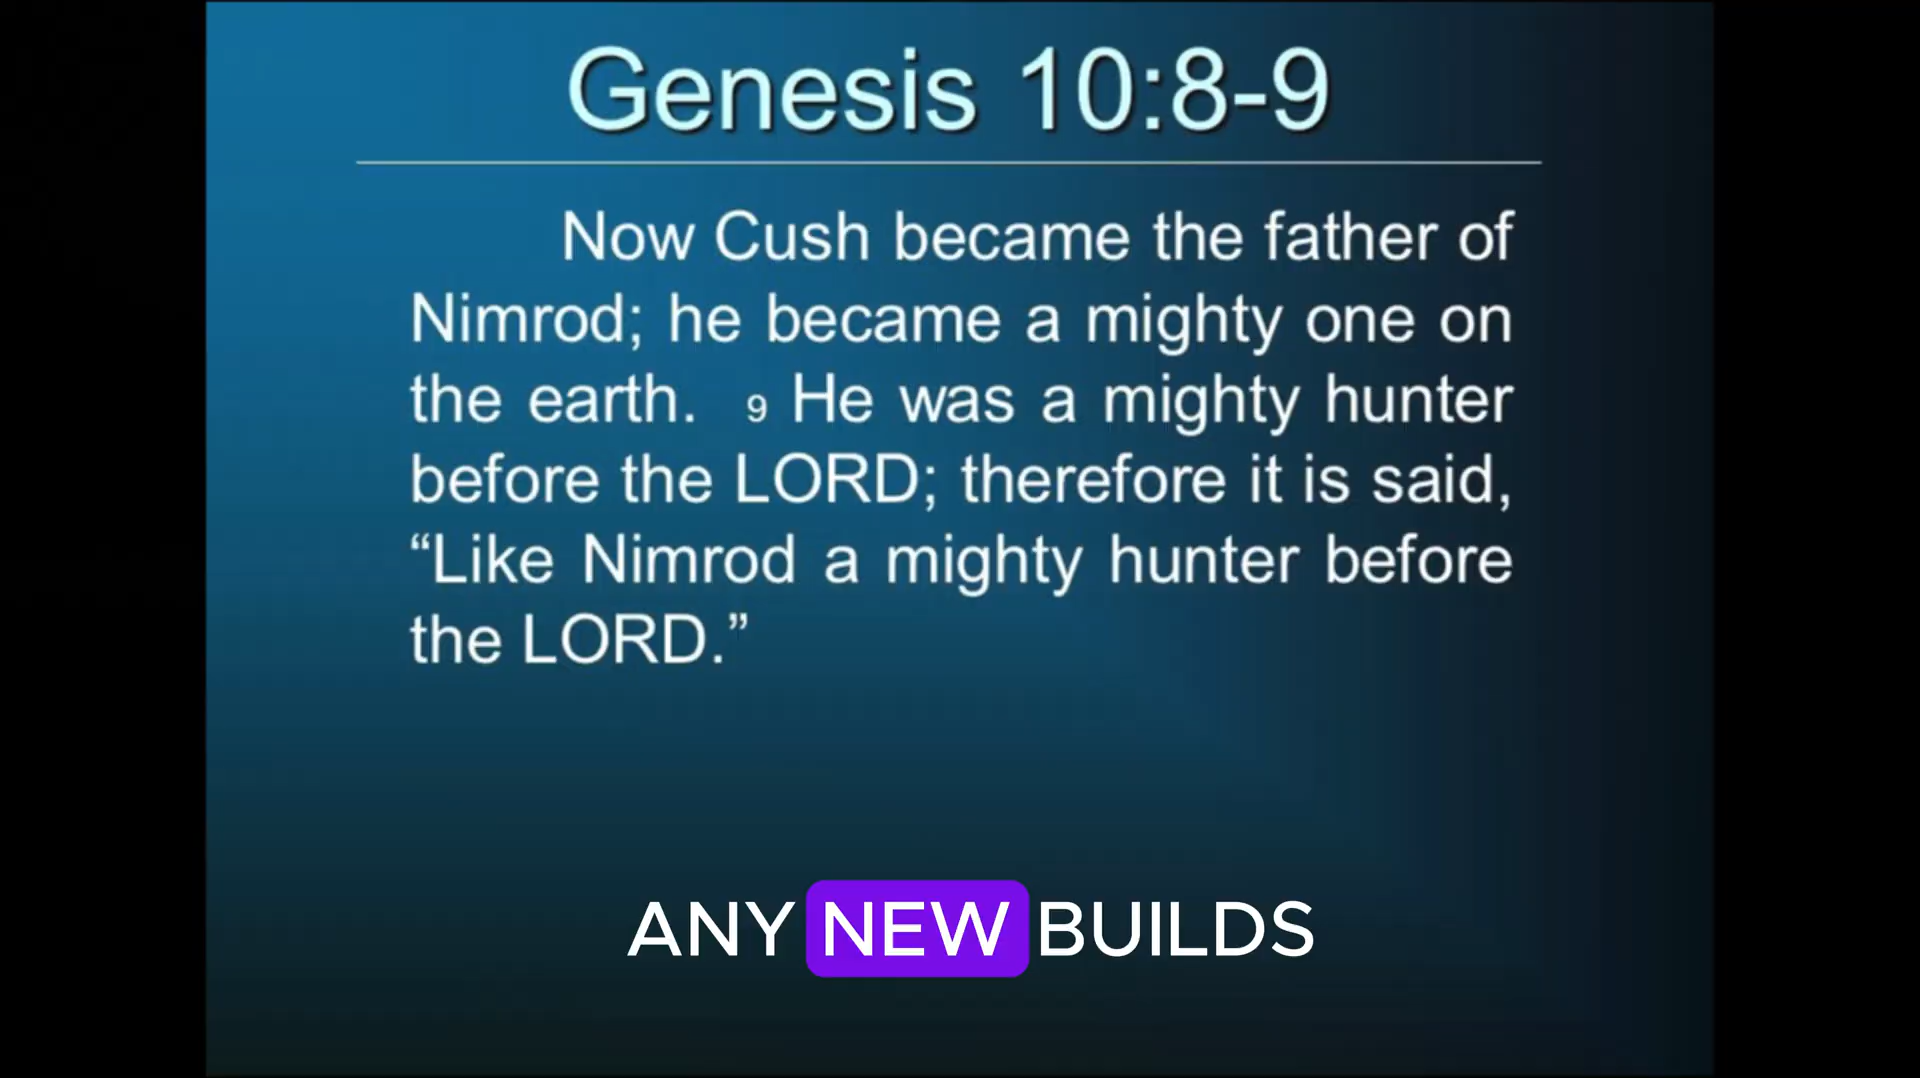 Genesis 10:8-9
Now Cush became the father of
Nimrod; he became a mighty one on
the earth. 9 He was a mighty hunter
before the LORD; therefore it is said,
“Like Nimrod a mighty hunter before
the LORD.”
ANY NEW BUILDS